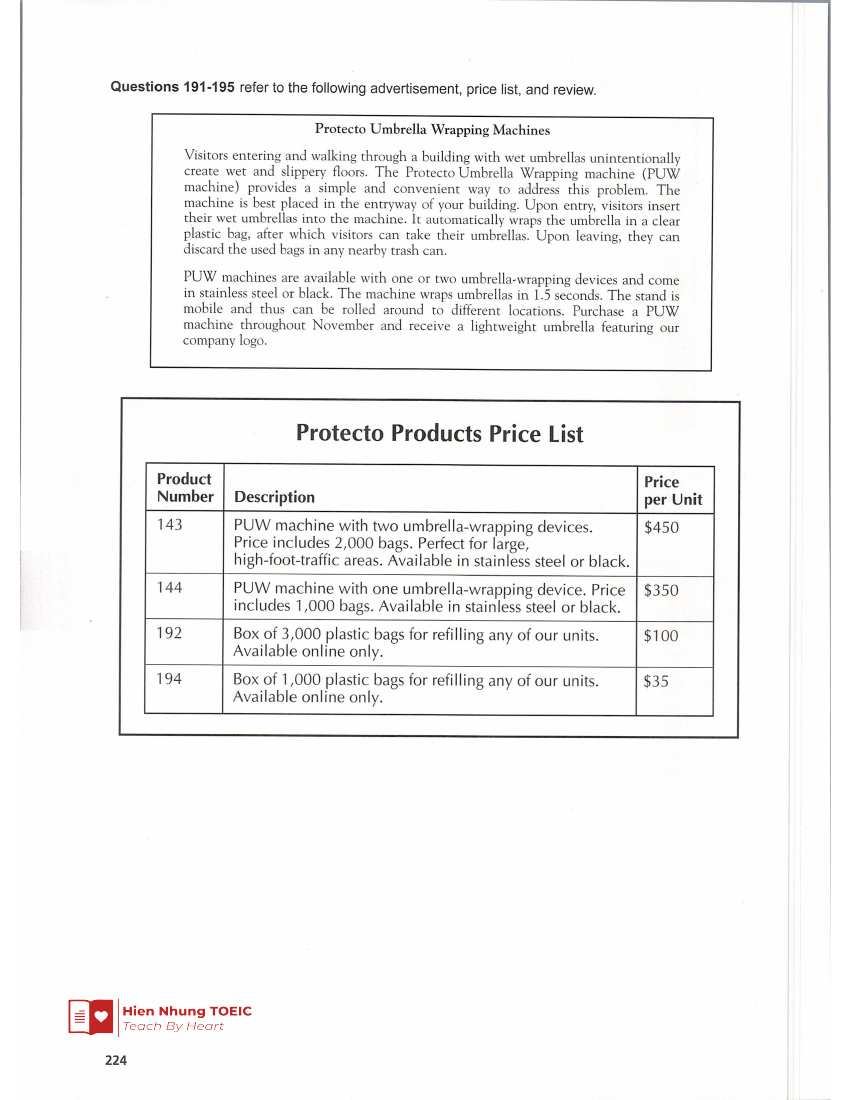 Questions 191-195 refer to the following advertisement, price list, and review.
Protecto Umbrella Wrapping Machines
Visitors entering and walking through a building with wet umbrellas unintentionally
create wet and slippery floors. The Protecto Umbrella Wrapping machine (PUW
machine) provides a simple and convenient way to address this problem. The
machine is best placed in the entryway of your building. Upon entry, visitors insert
their wet umbrellas into the machine. It automatically wraps the umbrella in a clear
plastic bag, after which visitors can take their umbrellas. Upon leaving, they can
discard the used bags in any nearby trash can.
PUW machines are available with one or two umbrella-wrapping devices and come
in stainless steel or black. The machine wraps umbrellas in 1.5 seconds. The stand is
mobile and thus can be rolled around to different locations. Purchase a PUW
machine throughout November and receive a lightweight umbrella featuring our
company logo.
Protecto Products Price List
Product Number Description Price per Unit
143 PUW machine with two umbrella-wrapping devices. $450
Price includes 2,000 bags. Perfect for large,
high-foot-traffic areas. Available in stainless steel or black.
144 PUW machine with one umbrella-wrapping device. Price $350
includes 1,000 bags. Available in stainless steel or black.
192 Box of 3,000 plastic bags for refilling any of our units. $100
Available online only.
194 Box of 1,000 plastic bags for refilling any of our units. $35
Available online only.
Hien Nhung TOEIC
Teach By Heart
224